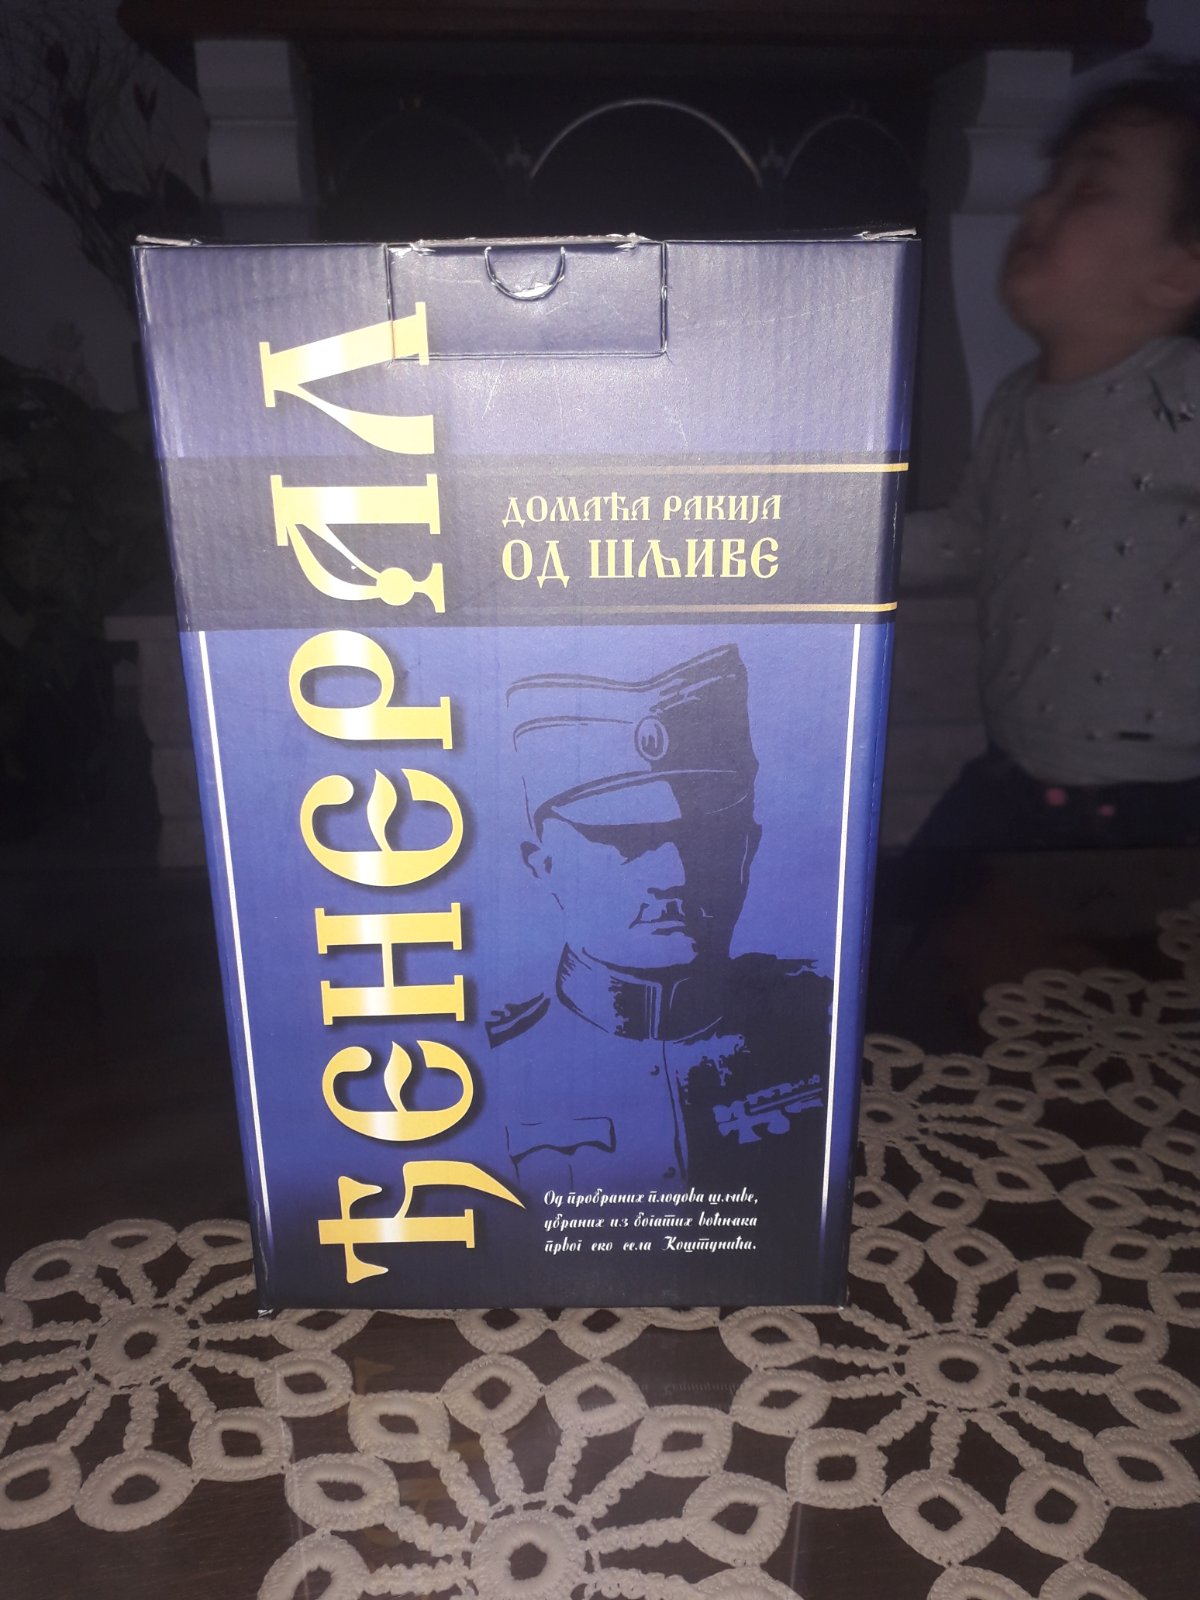 ЂЕНЕРАЛ
ДОМАЋА РАКИЈА
ОД ШЉИВЕ
Од пробраних плодова шљиве,
убраних из богатих воћњака
првог еко села Коштунића.